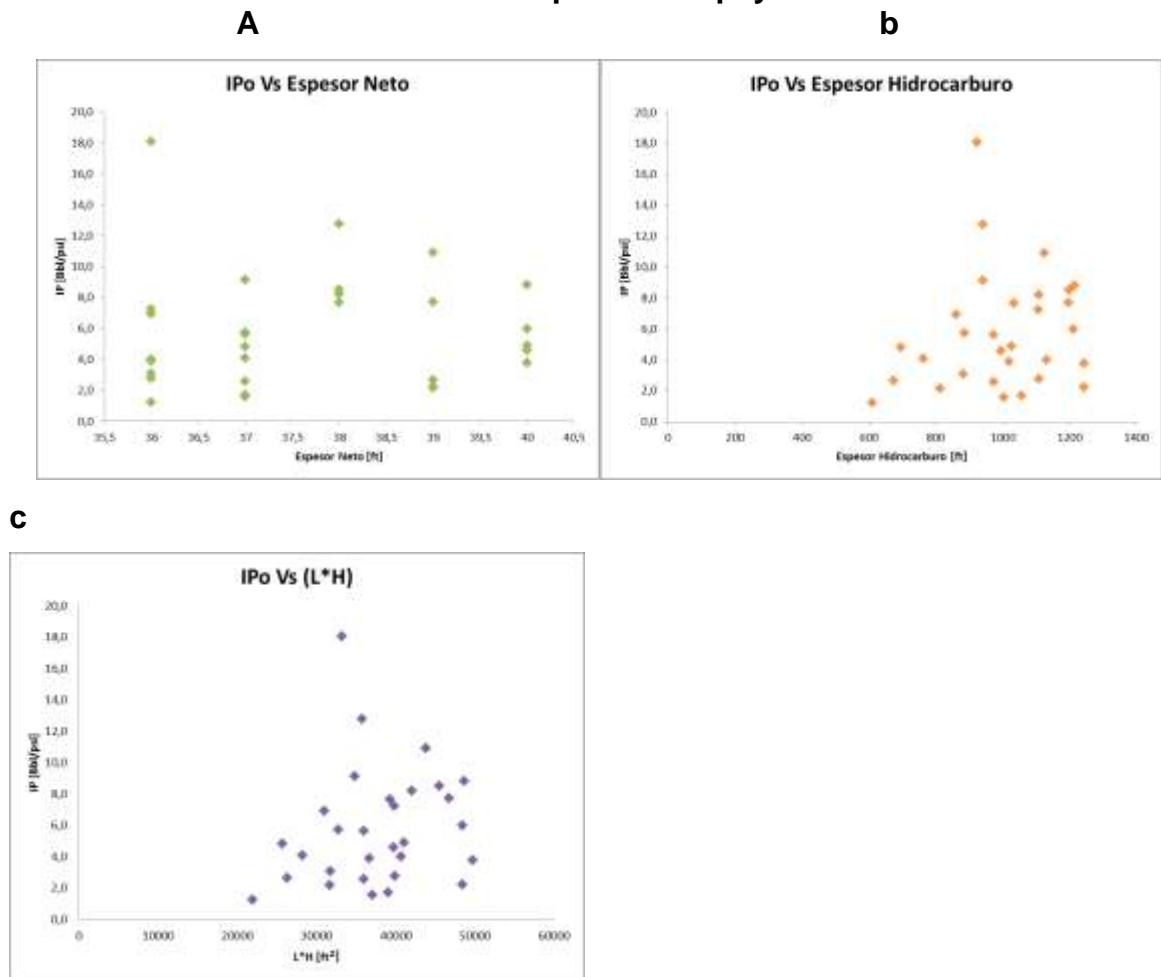 A b
IPo Vs Espesor Neto
20,0
18,0
16,0
14,0
12,0
10,0
8,0
6,0
4,0
2,0
0,0
IP [Bbl/psi]
35,5 36 36,5 37 37,5 38 38,5 39 39,5 40 40,5
Espesor Neto [ft]
IPo Vs Espesor Hidrocarburo
20,0
18,0
16,0
14,0
12,0
10,0
8,0
6,0
4,0
2,0
0,0
IP [Bbl/psi]
0 200 400 600 800 1000 1200 1400
Espesor Hidrocarburo [ft]
c
IPo Vs (L*H)
20,0
18,0
16,0
14,0
12,0
10,0
8,0
6,0
4,0
2,0
0,0
IP [Bbl/psi]
0 10000 20000 30000 40000 50000 60000
L*H [ft²]